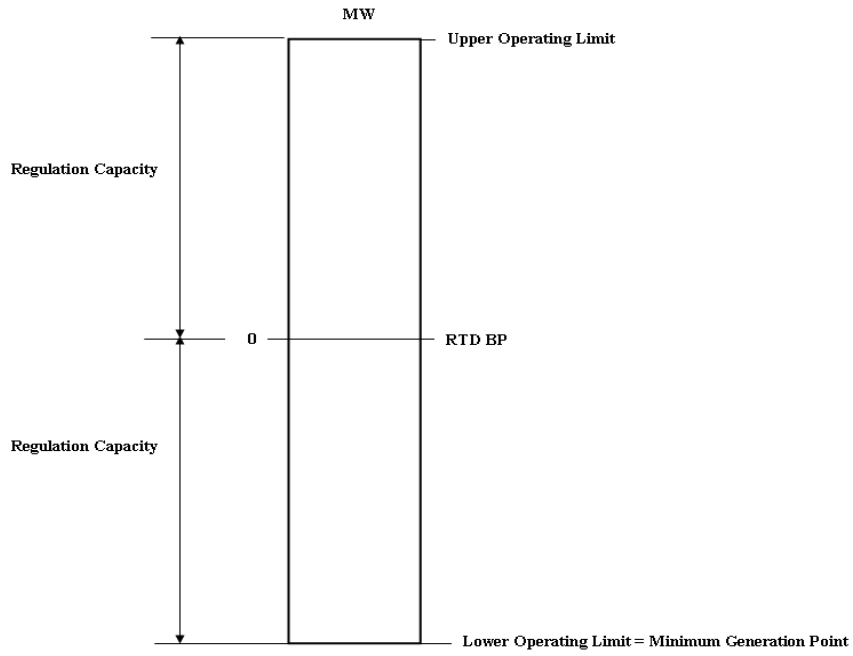 MW
Upper Operating Limit
Regulation Capacity
0
RTD BP
Regulation Capacity
Lower Operating Limit = Minimum Generation Point